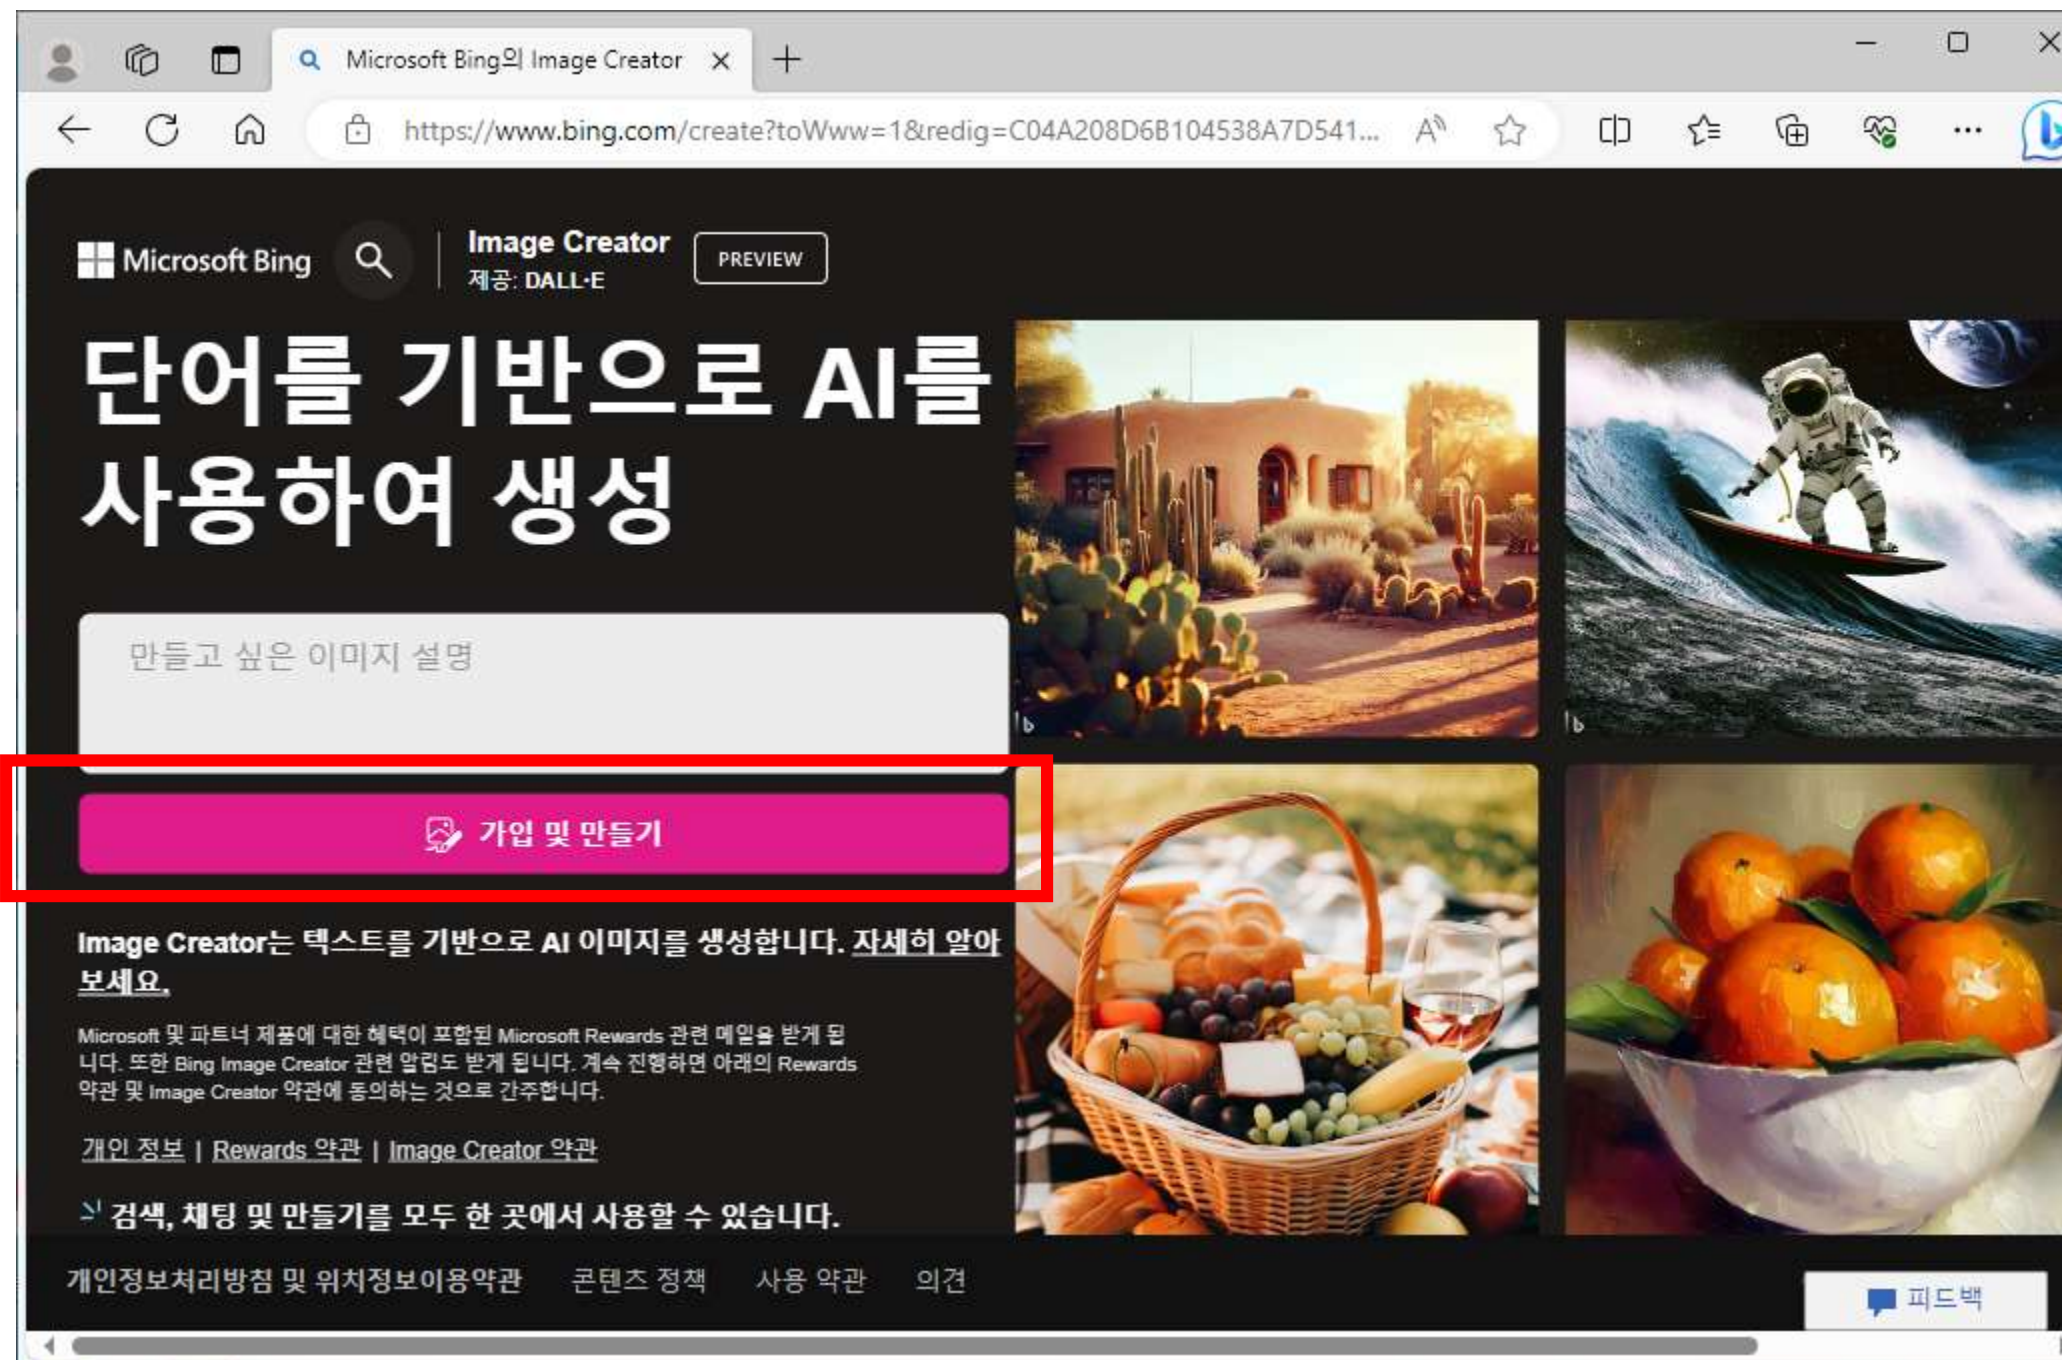 Microsoft Bing의 Image Creator
https://www.bing.com/create?toWww=1&redig=C04A208D6B104538A7D541...
Microsoft Bing
Image Creator
제공: DALL·E
PREVIEW
단어를 기반으로 AI를
사용하여 생성
만들고 싶은 이미지 설명
가입 및 만들기
Image Creator는 텍스트를 기반으로 AI 이미지를 생성합니다. 자세히 알아
보세요.
Microsoft 및 파트너 제품에 대한 혜택이 포함된 Microsoft Rewards 관련 메일을 받게 됩
니다. 또한 Bing Image Creator 관련 알림도 받게 됩니다. 계속 진행하면 아래의 Rewards
약관 및 Image Creator 약관에 동의하는 것으로 간주합니다.
개인 정보 | Rewards 약관 | Image Creator 약관
검색, 채팅 및 만들기를 모두 한 곳에서 사용할 수 있습니다.
개인정보처리방침 및 위치정보이용약관 콘텐츠 정책 사용 약관 의견
피드백